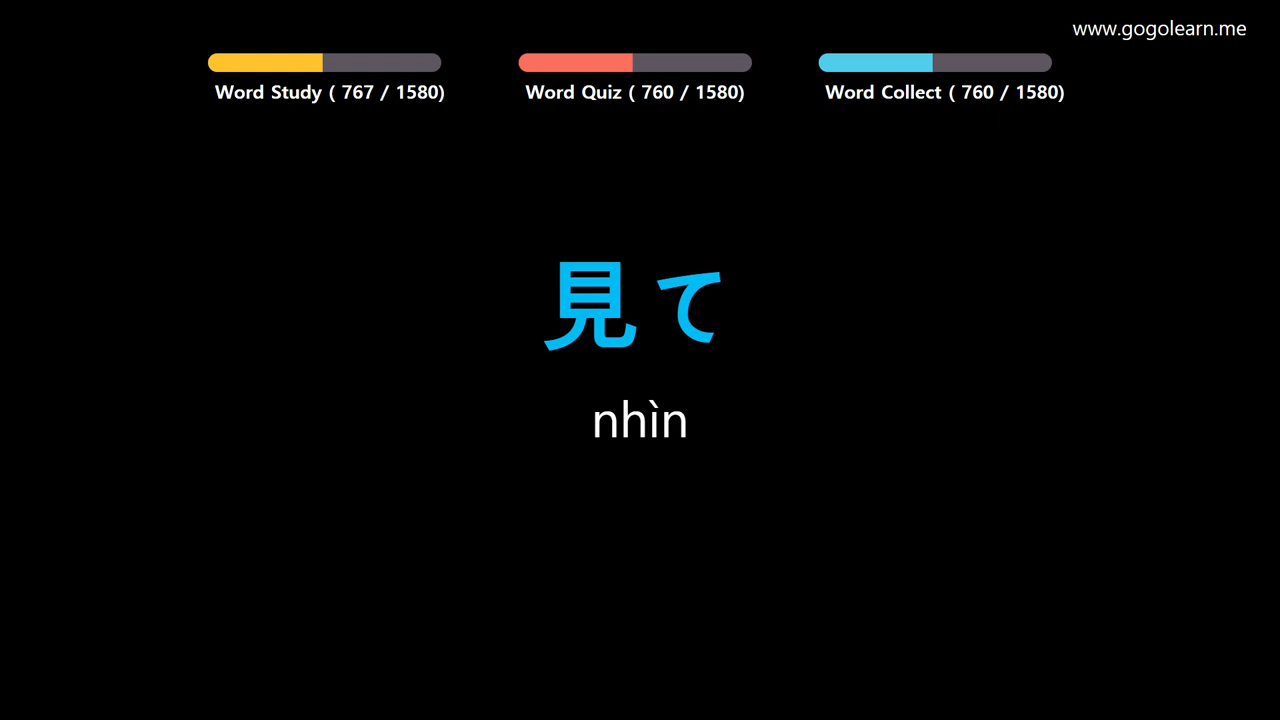 www.gogolearn.me
Word Study ( 767 / 1580)
Word Quiz ( 760 / 1580)
Word Collect ( 760 / 1580)
見て
nhìn